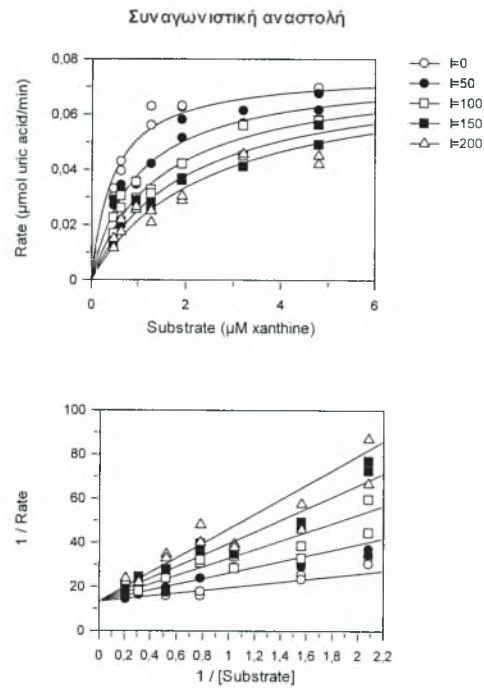 Συναγωνιστική αναστολή
0,08
0,06
0,04
0,02
0
Rate (μmol uric acid/min)
0 2 4 6
Substrate (μM xanthine)
I=0
I=50
I=100
I=150
I=200
100
80
60
40
20
0
1 / Rate
0 0,2 0,4 0,6 0,8 1 1,2 1,4 1,6 1,8 2 2,2
1 / [Substrate]